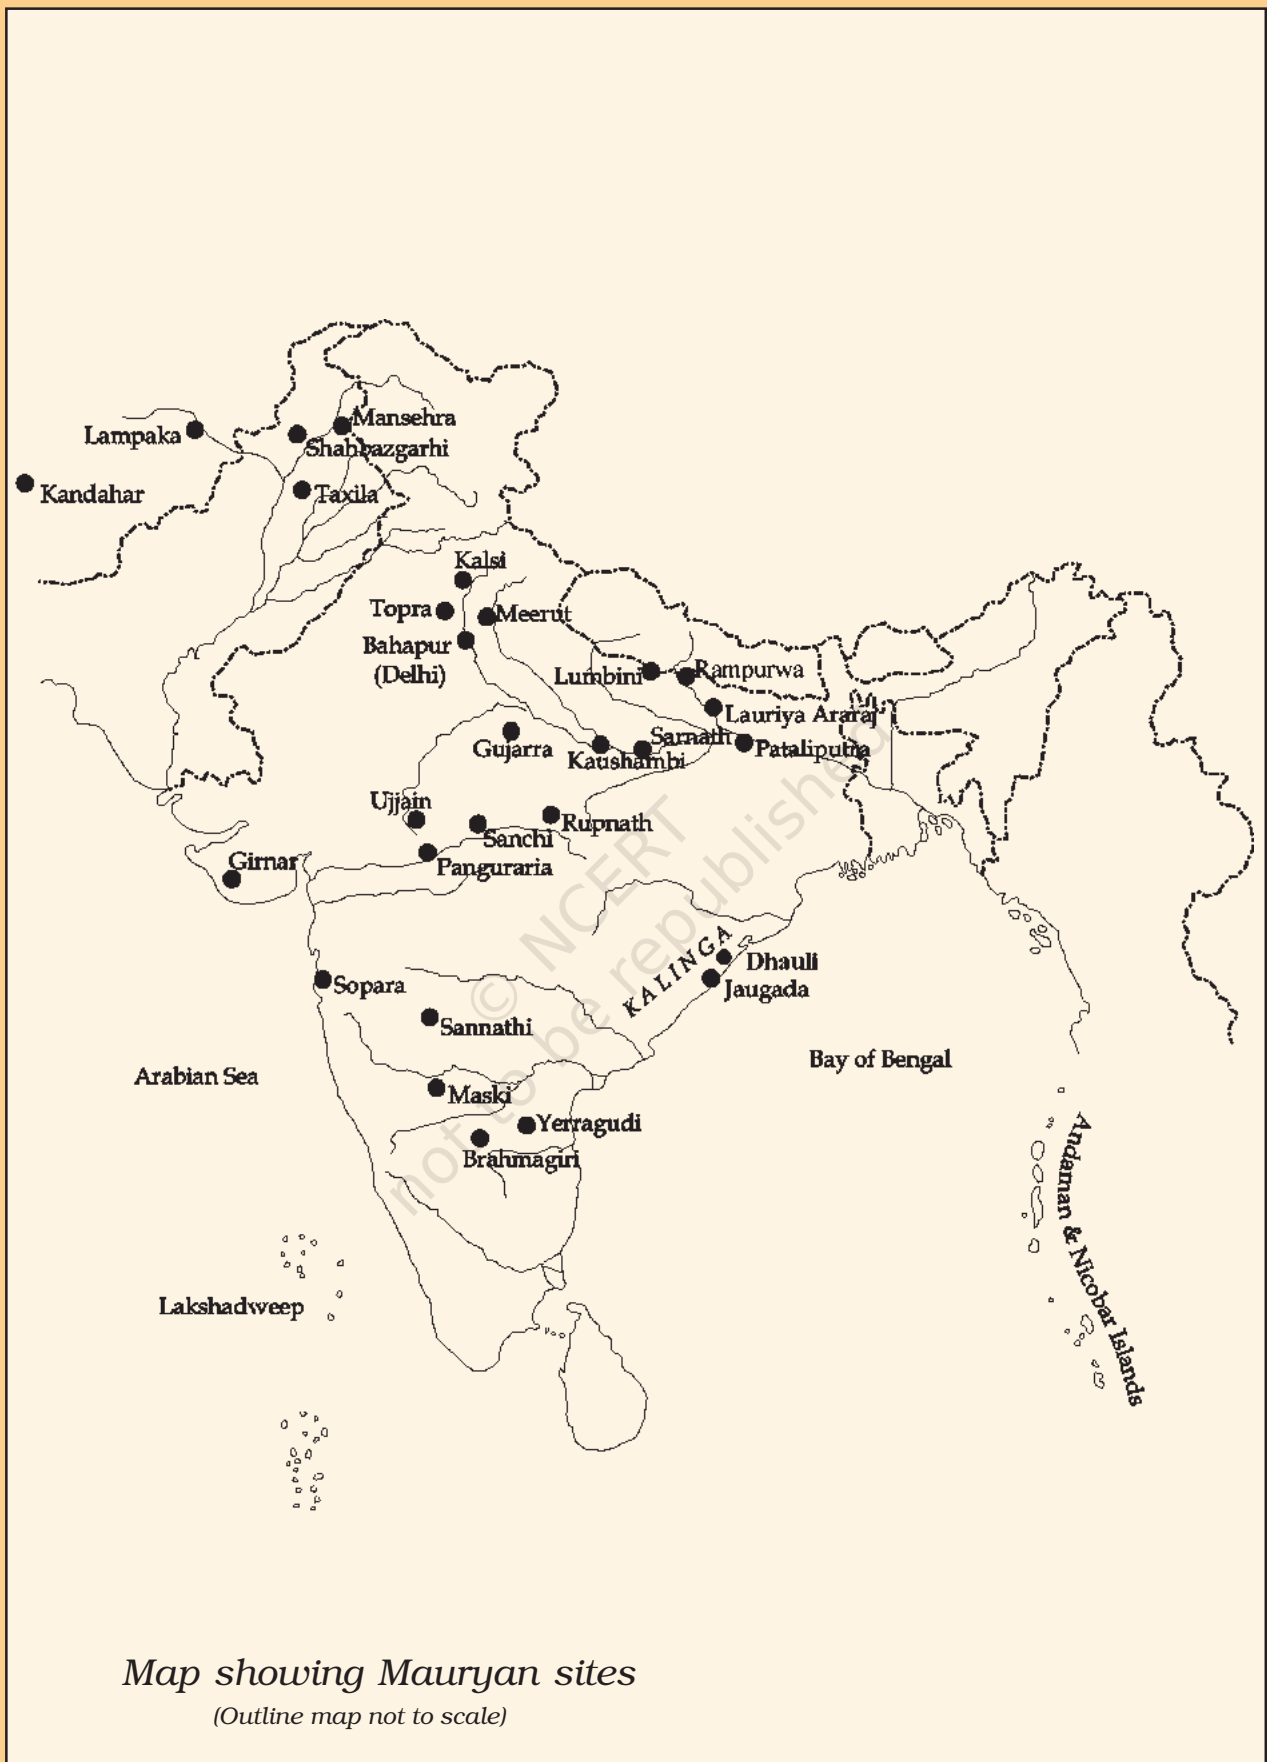 Mansehra
Lampaka
Shahbazgarhi
Kandahar
Taxila
Kalsi
Topra
Meerut
Bahapur
(Delhi)
Lumbini
Rampurwa
Lauriya Araraj
Sarnath
Gujarra
Kaushambi
Pataliputra
Ujjain
Rupnath
Sanchi
Girnar
Panguraria
© NCERT
not to be republished
KALINGA
Dhauli
Sopara
Jaugada
Sannathi
Bay of Bengal
Arabian Sea
Maski
Yerragudi
Brahmagiri
Andaman & Nicobar Islands
Lakshadweep
Map showing Mauryan sites
(Outline map not to scale)